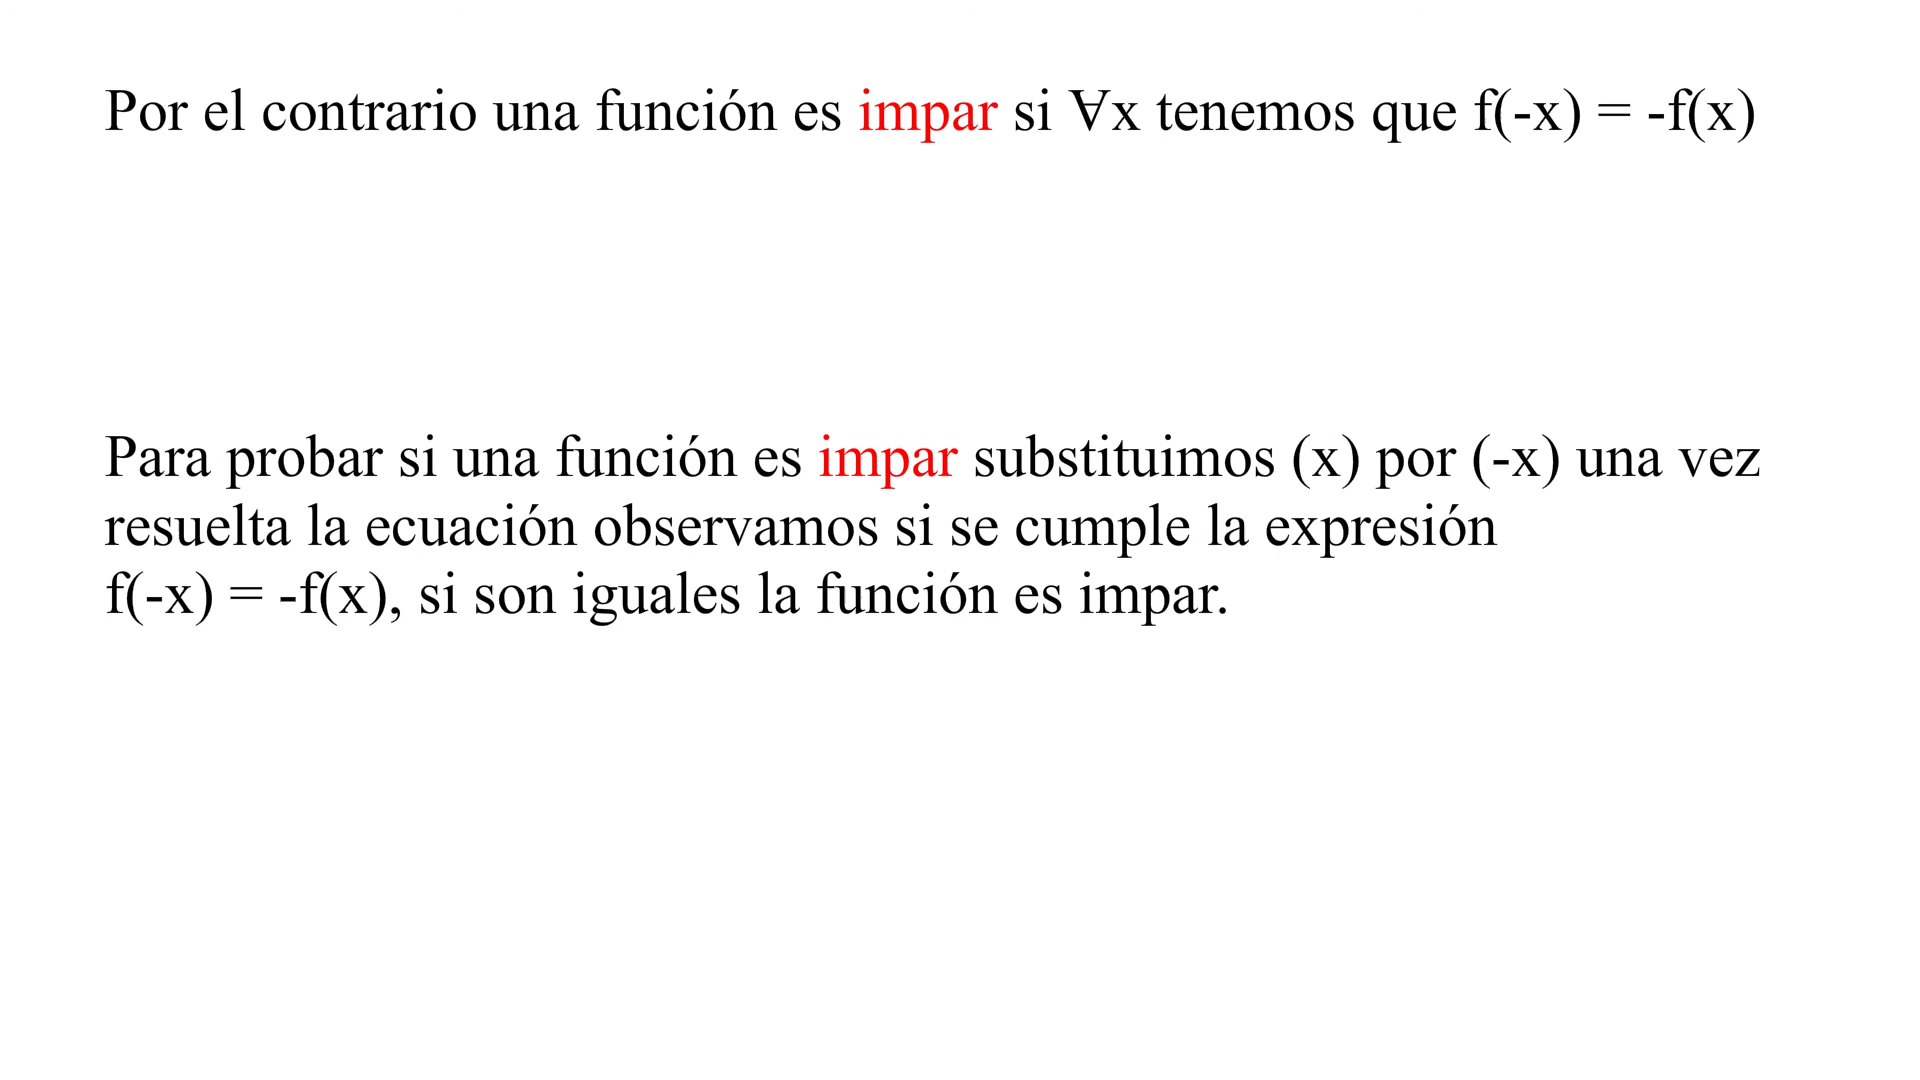 Por el contrario una función es impar si ∀x tenemos que f(-x) = -f(x)
Para probar si una función es impar substituimos (x) por (-x) una vez
resuelta la ecuación observamos si se cumple la expresión
f(-x) = -f(x), si son iguales la función es impar.